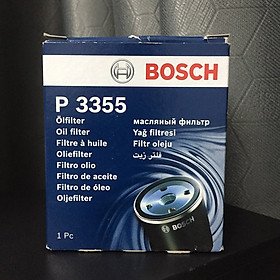 BOSCH
P 3355
Ölfilter
Oil filter
Filtre à huile
Oliefilter
Filtro olio
Filtro de aceite
Filtro de óleo
Oljefilter
масляный фильтр
Yağ filtresi
Filtr oleju
فلتر زيت
1 Pc